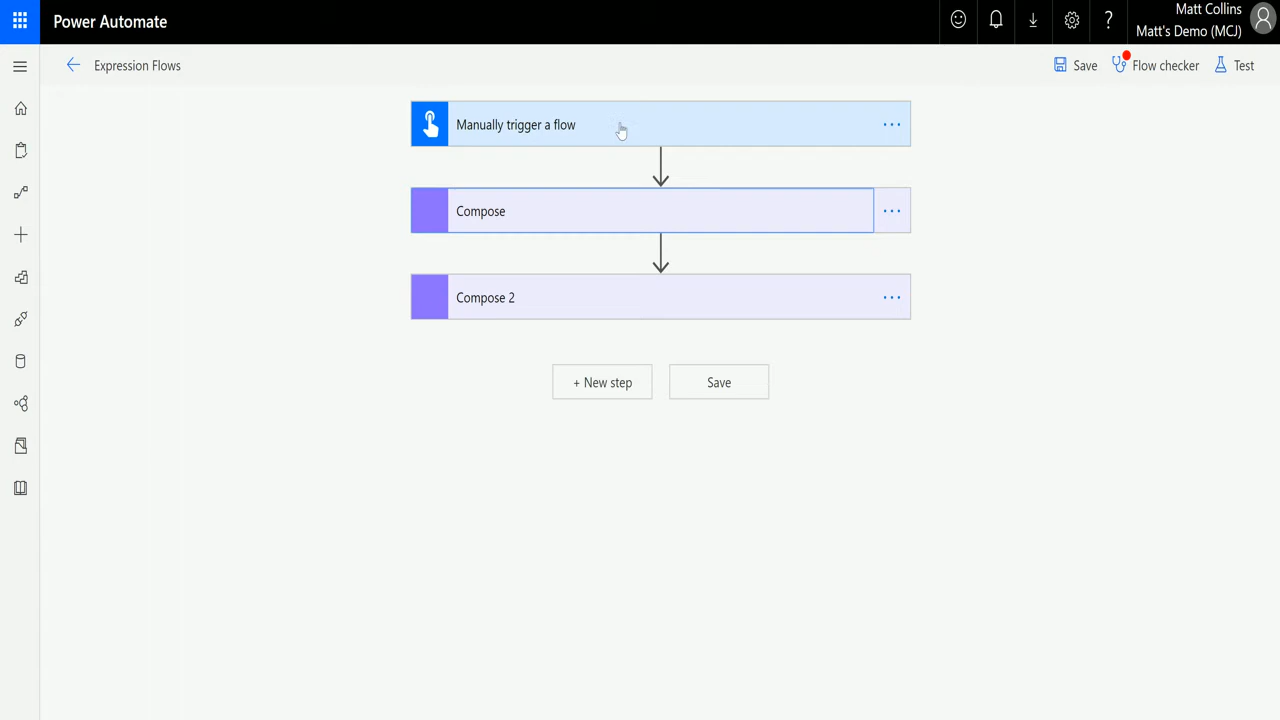 Power Automate
Matt Collins
Matt's Demo (MCJ)
Expression Flows
Save
Flow checker
Test
Manually trigger a flow
Compose
Compose 2
+ New step
Save